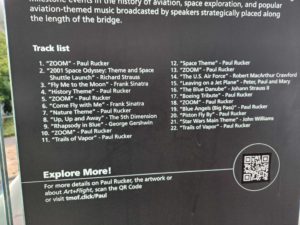 events in the history of aviation, space exploration, and popular
aviation-themed music broadcasted by speakers strategically placed along
the length of the bridge.
Track list
1. "ZOOM" - Paul Rucker
2. "2001 Space Odyssey: Theme and Space
Shuttle Launch" - Richard Strauss
3. "Fly Me to the Moon" - Frank Sinatra
4. "History Theme" - Paul Rucker
5. "ZOOM" - Paul Rucker
6. "Come Fly with Me" - Frank Sinatra
7. "Nature Theme" - Paul Rucker
8. "Up, Up and Away" - The 5th Dimension
9. "Rhapsody in Blue" - George Gershwin
10. "ZOOM" - Paul Rucker
11. "Trails of Vapor" - Paul Rucker
12. "Space Theme" - Paul Rucker
13. "ZOOM" - Paul Rucker
14. "The U.S. Air Force" - Robert MacArthur Crawford
15. "Leaving on a Jet Plane" - Peter, Paul and Mary
16. "The Blue Danube" - Johann Strauss II
17. "Boeing Tribute" - Paul Rucker
18. "ZOOM" - Paul Rucker
19. "Blue Angels" - Paul Rucker
20. "Piston Fly By" - Paul Rucker
21. "Star Wars Main Theme" - John Williams
22. "Trails of Vapor" - Paul Rucker
Explore More!
For more details on Paul Rucker, the artwork or
about Art+Flight, scan the QR Code
or visit tmof.click/Paul